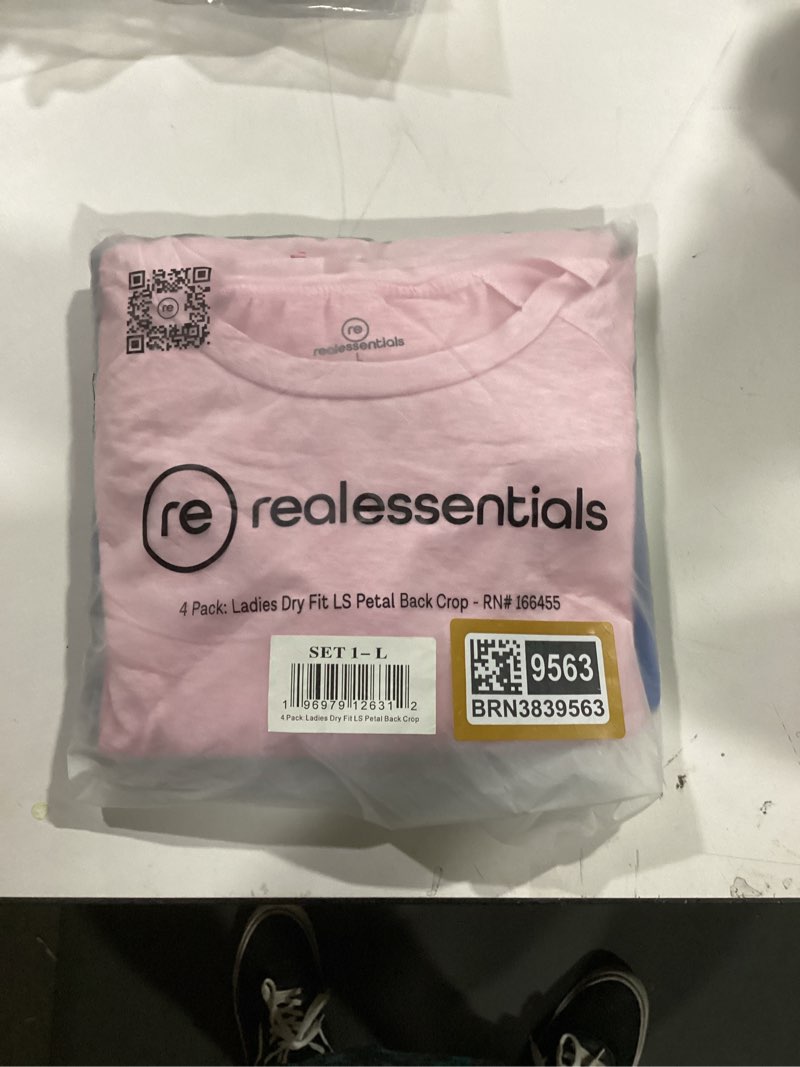 re
re
realessentials
L
re realessentials
4 Pack: Ladies Dry Fit LS Petal Back Crop - RN# 166455
SET 1- L
1 96979 12631 2
4 Pack: Ladies Dry Fit LS Petal Back Crop
9563
BRN3839563